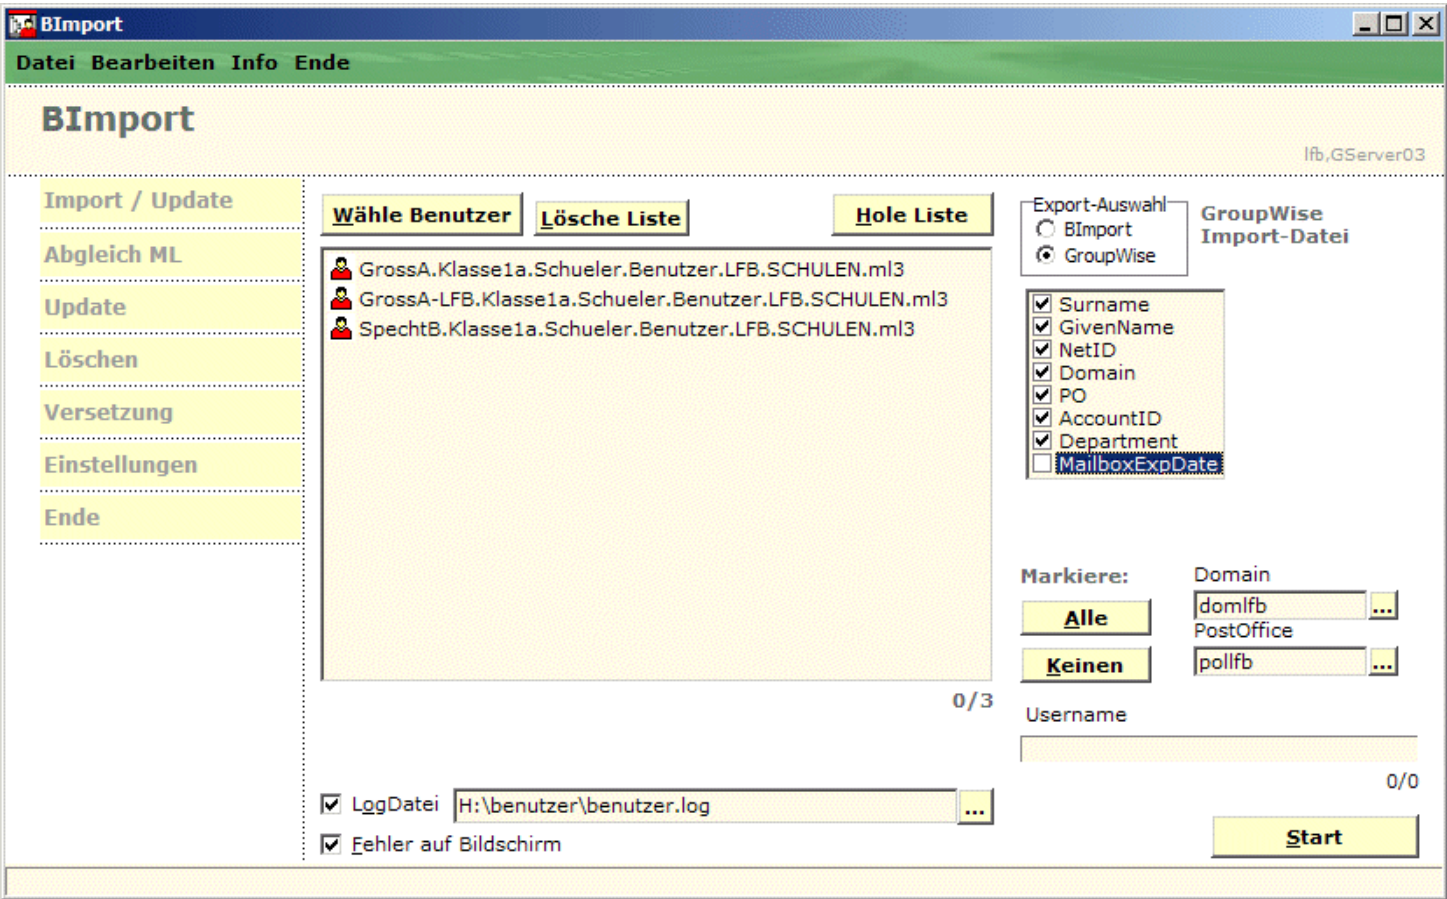 BImport
Datei Bearbeiten Info Ende
BImport
lfb,GServer03
Import / Update
Abgleich ML
Update
Löschen
Versetzung
Einstellungen
Ende
Wähle Benutzer
Lösche Liste
Hole Liste
GrossA.Klasse1a.Schueler.Benutzer.LFB.SCHULEN.ml3
GrossA-LFB.Klasse1a.Schueler.Benutzer.LFB.SCHULEN.ml3
SpechtB.Klasse1a.Schueler.Benutzer.LFB.SCHULEN.ml3
0/3
LogDatei
H:\benutzer\benutzer.log
...
Fehler auf Bildschirm
Export-Auswahl
BImport
GroupWise
GroupWise
Import-Datei
Surname
GivenName
NetID
Domain
PO
AccountID
Department
MailboxExpDate
Markiere:
Alle
Keinen
Domain
domlfb
...
PostOffice
pollfb
...
Username
0/0
Start